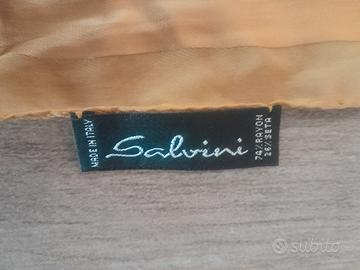 MADE IN ITALY
Salvini
74% RAYON
26% SETA
subito